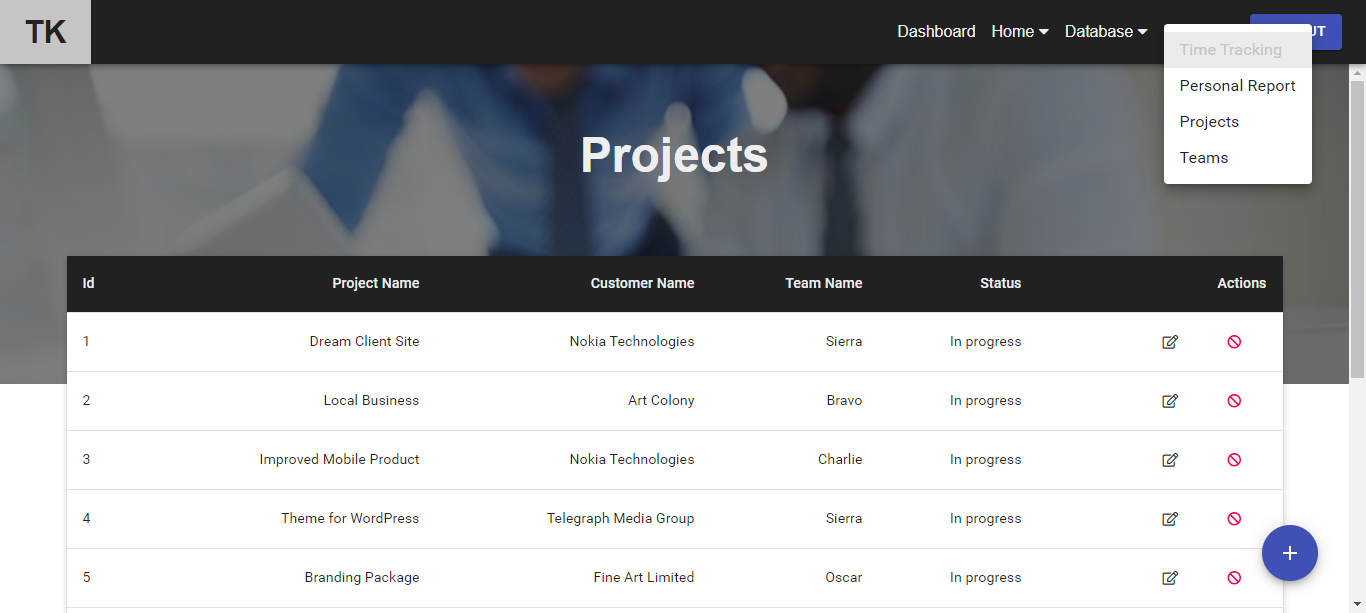 TK
Dashboard Home Database UT
Time Tracking
Personal Report
Projects
Teams
Projects
Id Project Name Customer Name Team Name Status Actions
1 Dream Client Site Nokia Technologies Sierra In progress
2 Local Business Art Colony Bravo In progress
3 Improved Mobile Product Nokia Technologies Charlie In progress
4 Theme for WordPress Telegraph Media Group Sierra In progress
5 Branding Package Fine Art Limited Oscar In progress
+